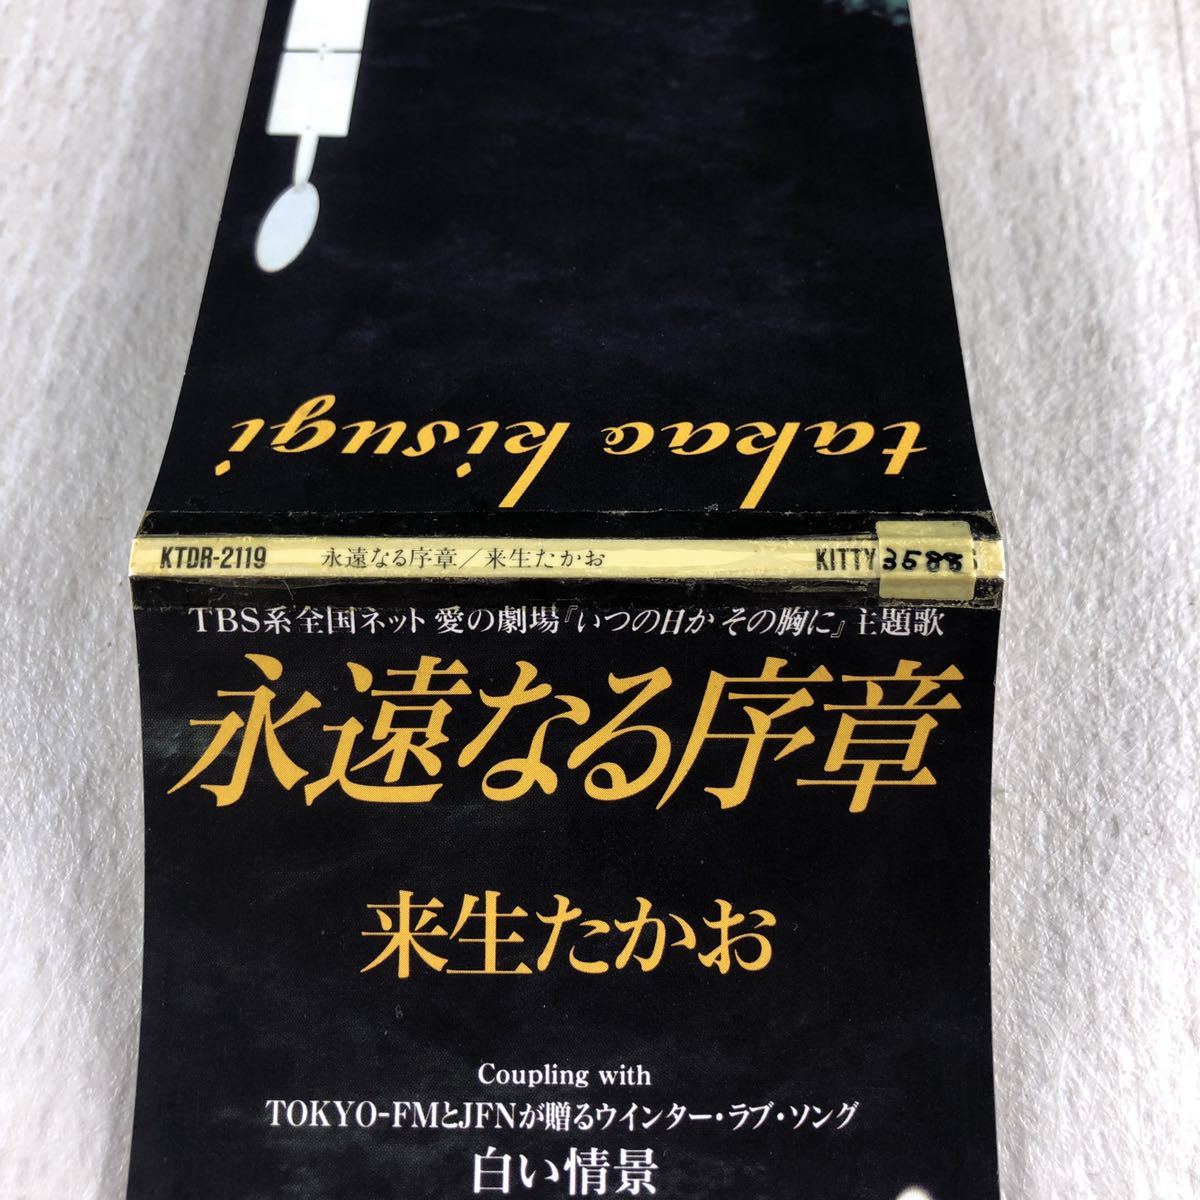 takao kisugi
KTDR-2119 永遠なる序章／来生たかお KITTY 3588
TBS系全国ネット 愛の劇場『いつの日か その胸に』主題歌
永遠なる序章
来生たかお
Coupling with
TOKYO-FMとJFNが贈るウインター・ラブ・ソング
白い情景